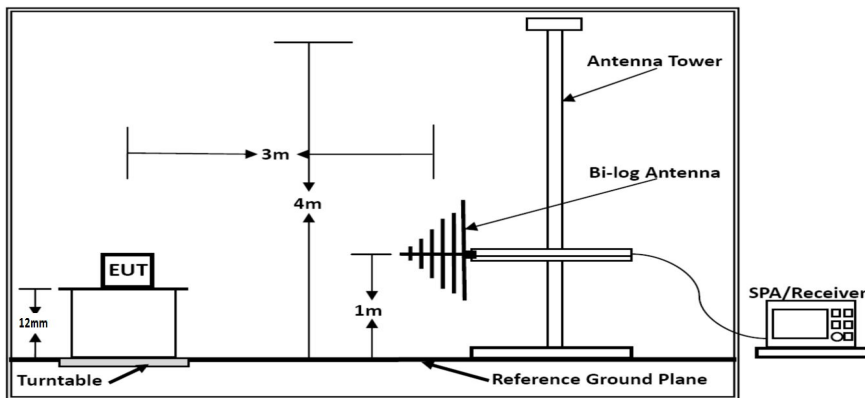 Antenna Tower
3m
Bi-log Antenna
4m
EUT
1m
12mm
SPA/Receiver
Turntable
Reference Ground Plane